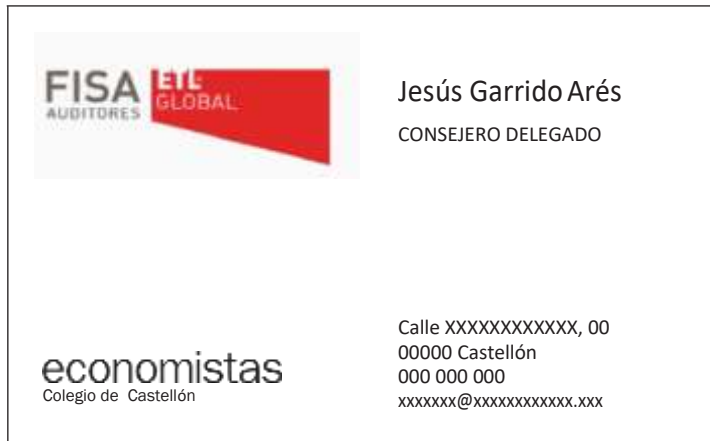 FISA
AUDITORES
ETL
GLOBAL
Jesús Garrido Arés
CONSEJERO DELEGADO
economistas
Colegio de Castellón
Calle XXXXXXXXXXXX, 00
00000 Castellón
000 000 000
xxxxxxx@xxxxxxxxxxxx.xxx